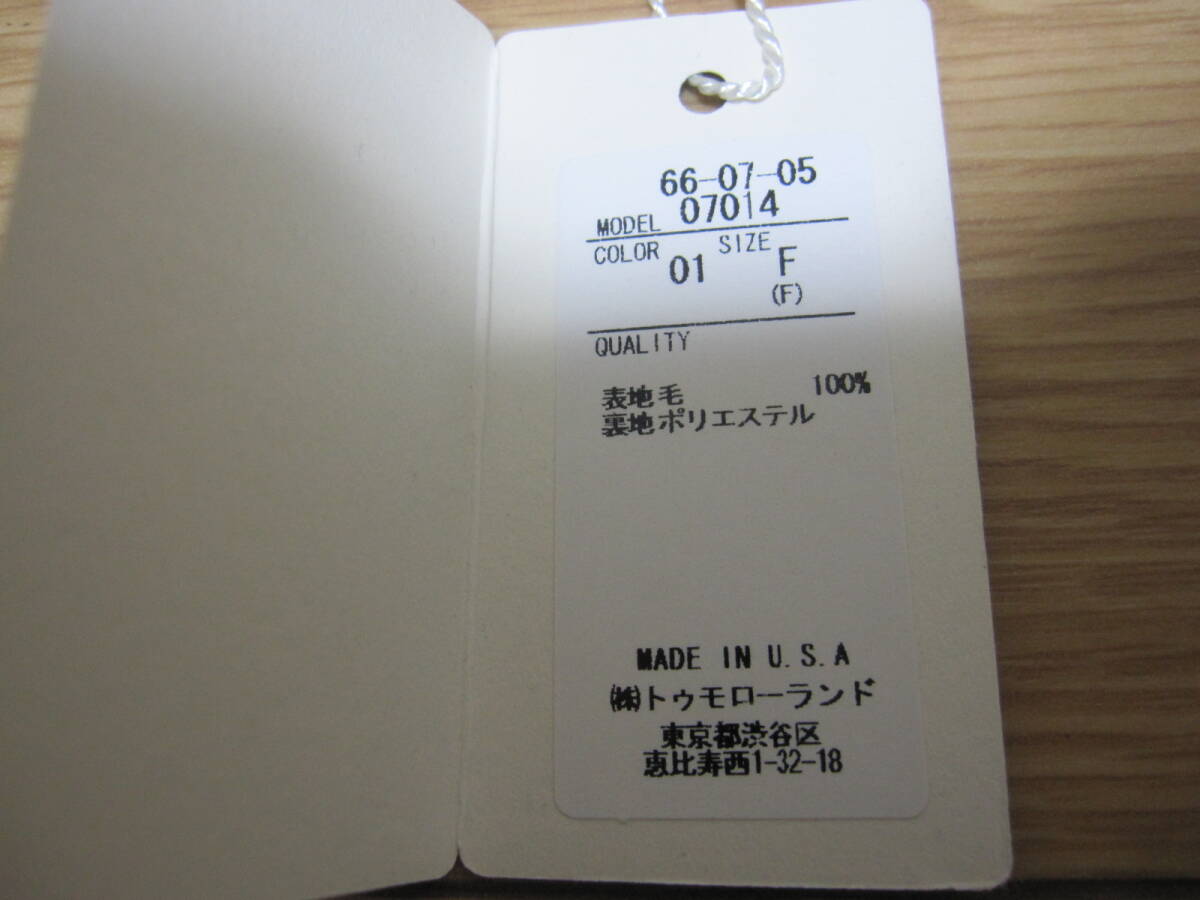 66-07-05
MODEL 07014
COLOR 01 SIZE F
(F)
QUALITY
表地毛 100%
裏地ポリエステル
MADE IN U.S.A
㈱トゥモローランド
東京都渋谷区
恵比寿西1-32-18